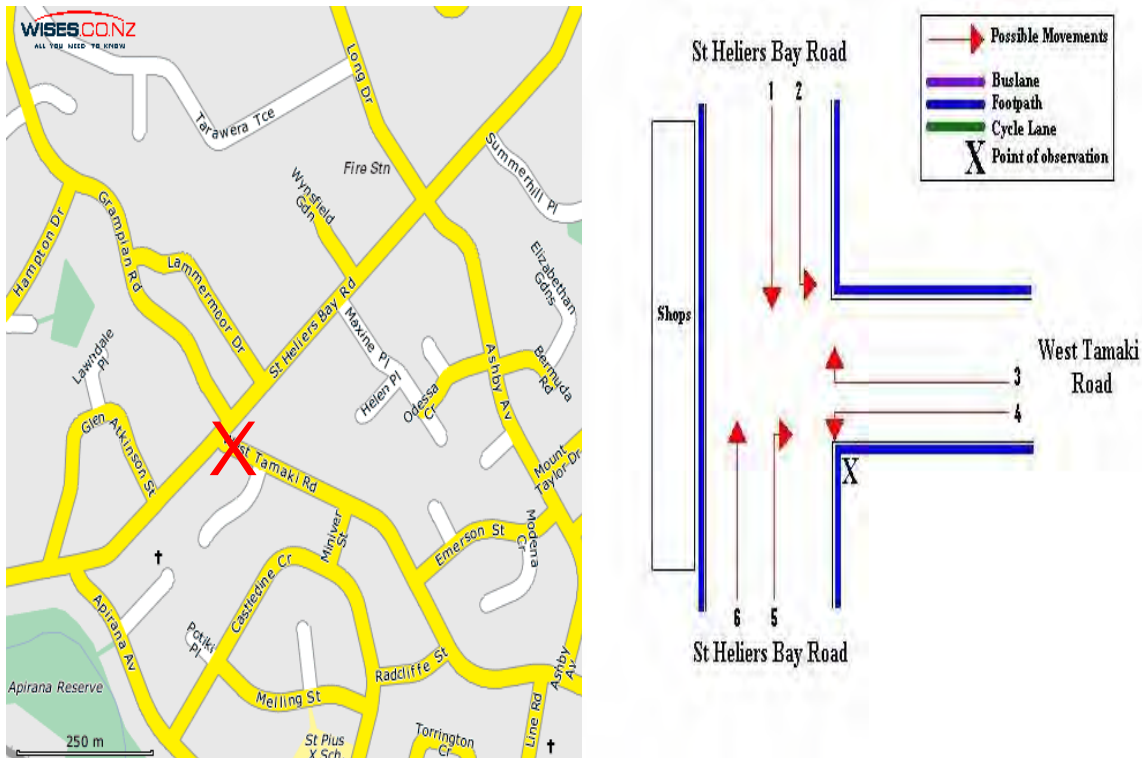 WISES.CO.NZ
ALL YOU NEED TO KNOW
Long Dr
Tarawera Tce
Fire Stn
Summerhill Pl
Wynsfield
Gdn
Hampton Dr
Grampian Rd
Lammermoor Dr
St Heliers Bay Rd
Elizabethan
Gdns
Maxine Pl
Lawndale
Pl
Helen Pl
Odessa
Cr
Ashby Av
Bermuda
Rd
Glen Atkinson St
West Tamaki Rd
Mount
Taylor Dr
Miniver
St
Emerson St
Modena
Cr
Castledine Cr
Apirana Av
Potiki
Pl
Radcliffe St
Ashby
Av
Apirana Reserve
Melling St
Line Rd
250 m
St Pius
X Sch
Torrington
Cr
St Heliers Bay Road
1 2
Possible Movements
Buslane
Footpath
Cycle Lane
X Point of observation
Shops
West Tamaki
Road
3
4
X
6 5
St Heliers Bay Road